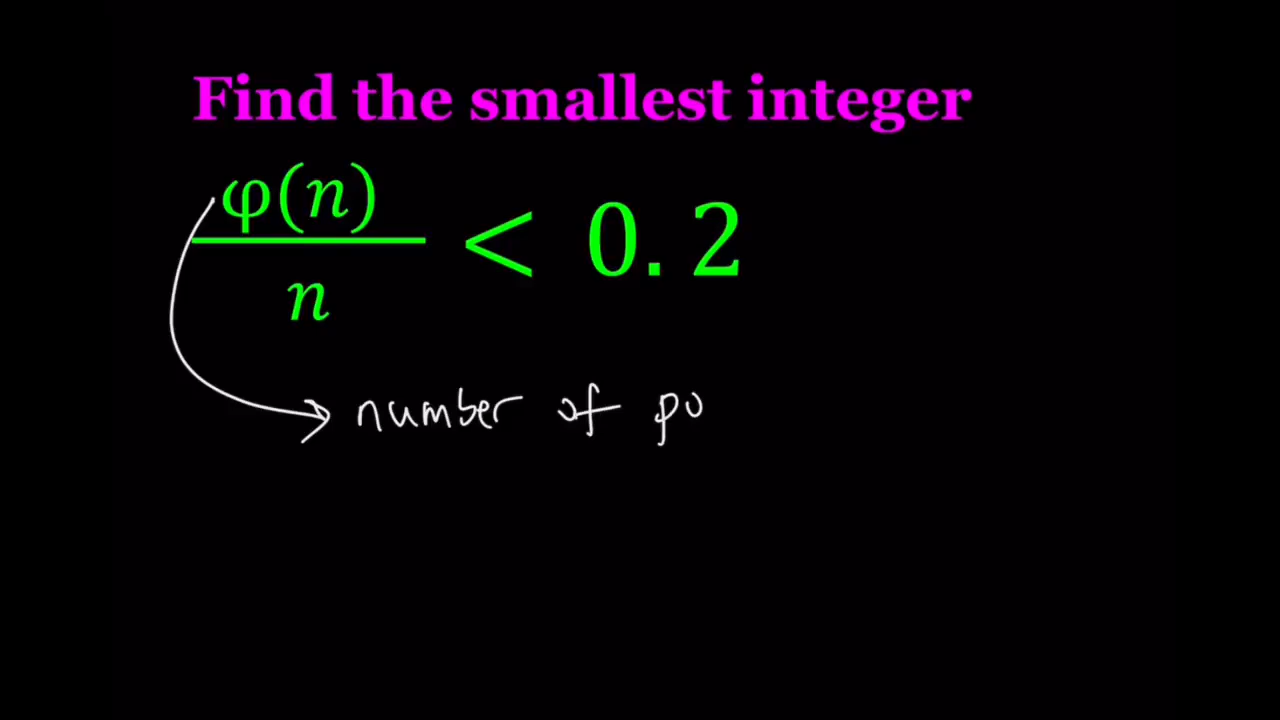 Find the smallest integer
φ(n)
n
< 0.2
number of po